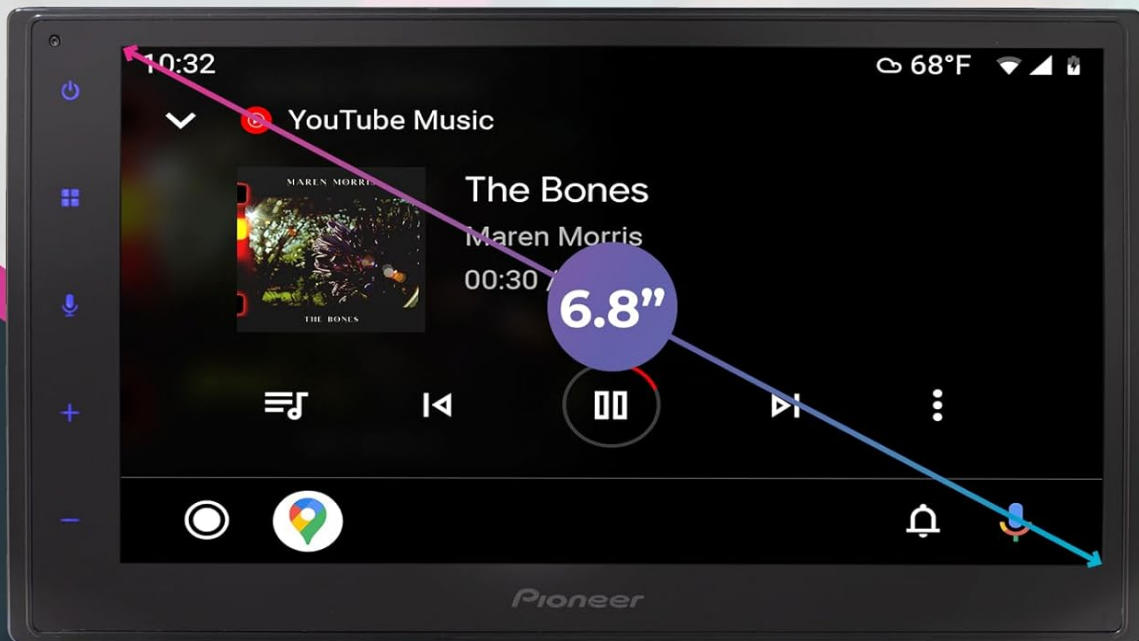 10:32
68°F
YouTube Music
MAREN MORRIS
The Bones
Maren Morris
00:30 /
6.8”
THE BONES
Pioneer